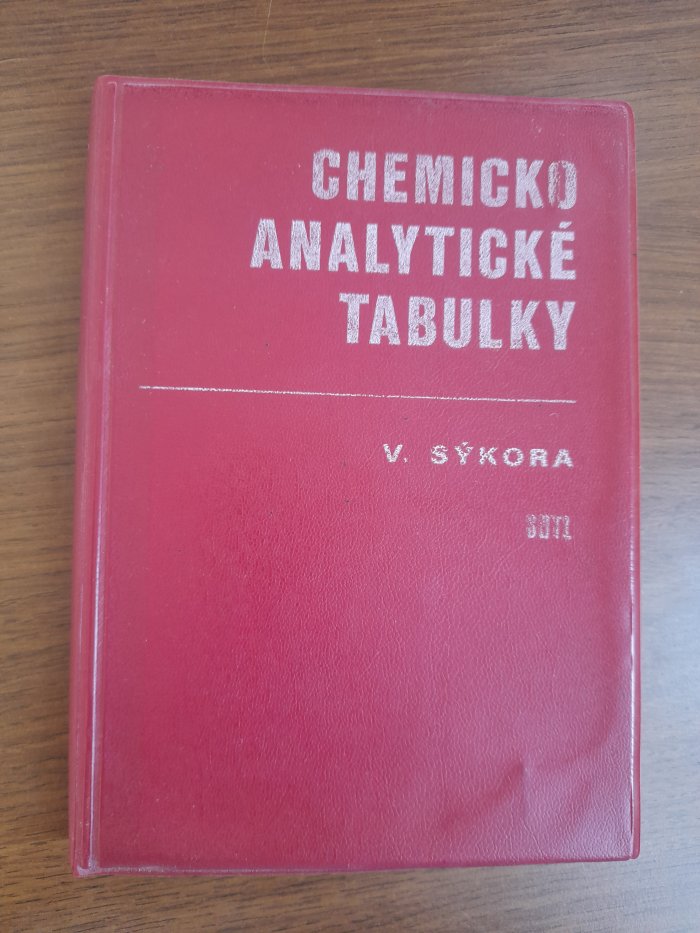 CHEMICKO
ANALYTICKÉ
TABULKY
V. SÝKORA
SNTL